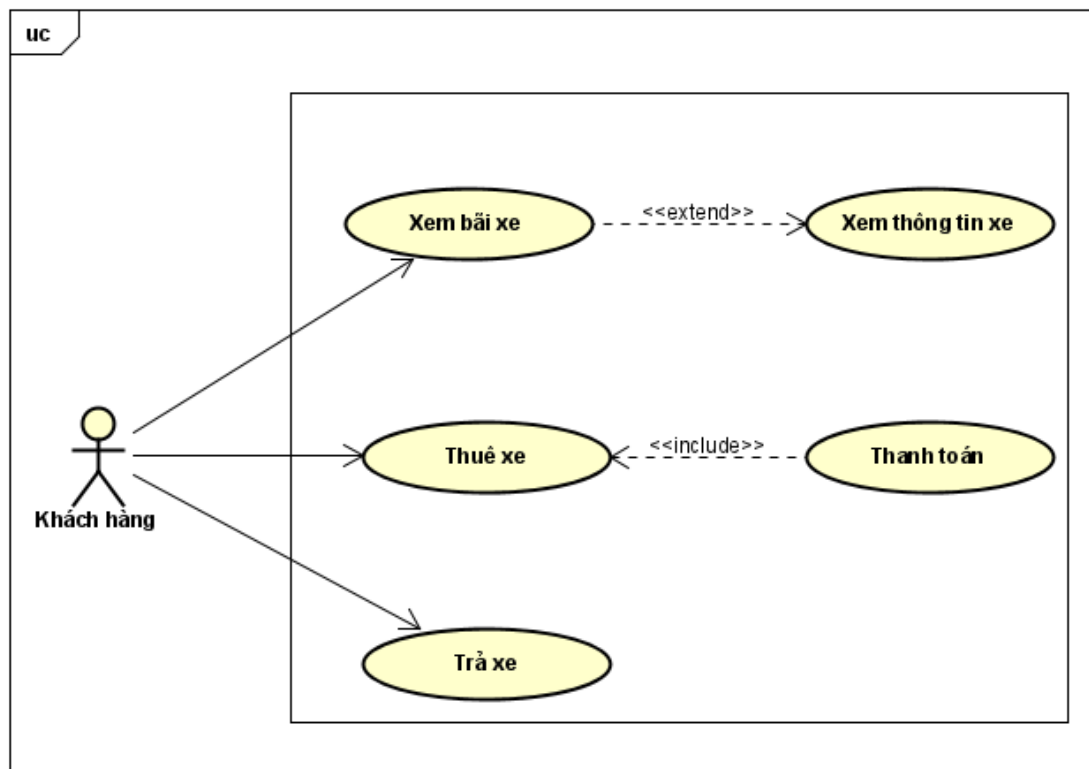 uc
Xem bãi xe
<<extend>>
Xem thông tin xe
Thuê xe
<<include>>
Thanh toán
Khách hàng
Trả xe